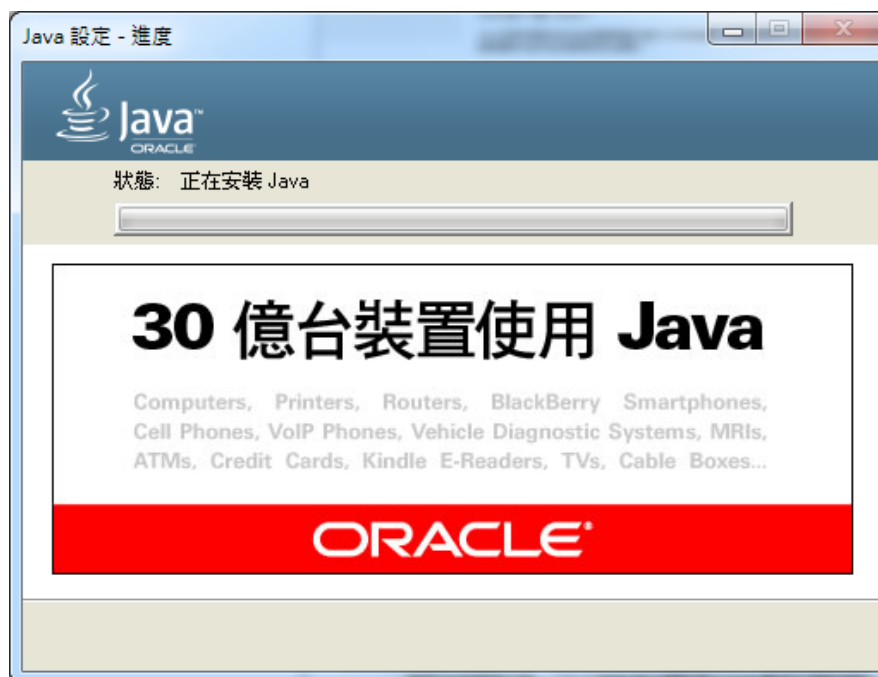 Java 設定 - 進度
Java™
ORACLE
狀態: 正在安裝 Java
30 億台裝置使用 Java
Computers, Printers, Routers, BlackBerry Smartphones,
Cell Phones, VoIP Phones, Vehicle Diagnostic Systems, MRIs,
ATMs, Credit Cards, Kindle E-Readers, TVs, Cable Boxes...
ORACLE®